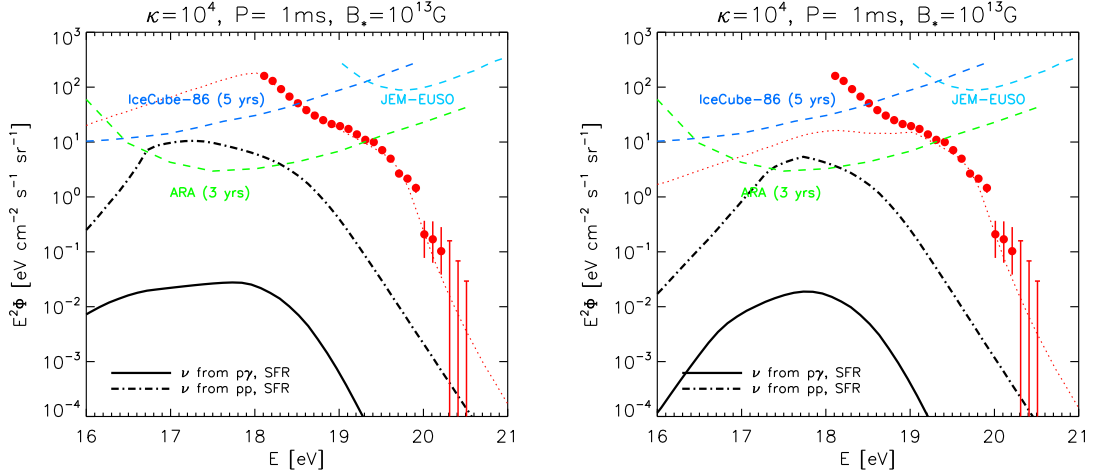 κ=10⁴, P= 1ms, B⁎=10¹³G
E²Φ [eV cm⁻² s⁻¹ sr⁻¹]
10³
10²
10¹
10⁰
10⁻¹
10⁻²
10⁻³
10⁻⁴
IceCube−86 (5 yrs)
JEM−EUSO
ARA (3 yrs)
ν from pγ, SFR
ν from pp, SFR
16 17 18 19 20 21
E [eV]
κ=10⁴, P= 1ms, B⁎=10¹³G
E²Φ [eV cm⁻² s⁻¹ sr⁻¹]
10³
10²
10¹
10⁰
10⁻¹
10⁻²
10⁻³
10⁻⁴
IceCube−86 (5 yrs)
JEM−EUSO
ARA (3 yrs)
ν from pγ, SFR
ν from pp, SFR
16 17 18 19 20 21
E [eV]